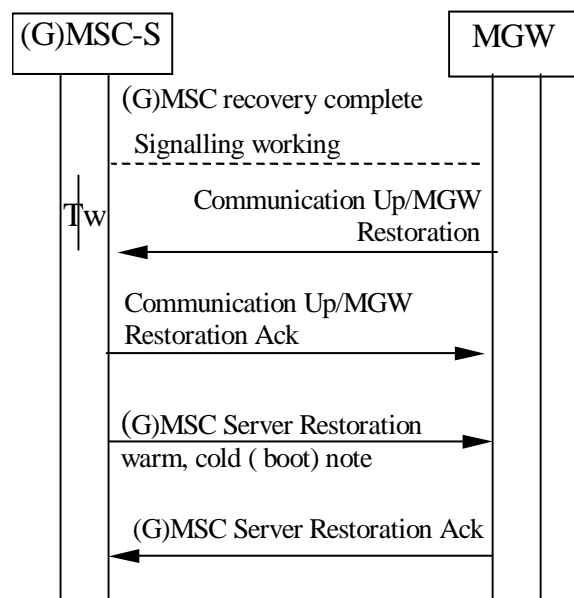 (G)MSC-S
MGW
(G)MSC recovery complete
Signalling working
Tw
Communication Up/MGW
Restoration
Communication Up/MGW
Restoration Ack
(G)MSC Server Restoration
warm, cold ( boot) note
(G)MSC Server Restoration Ack